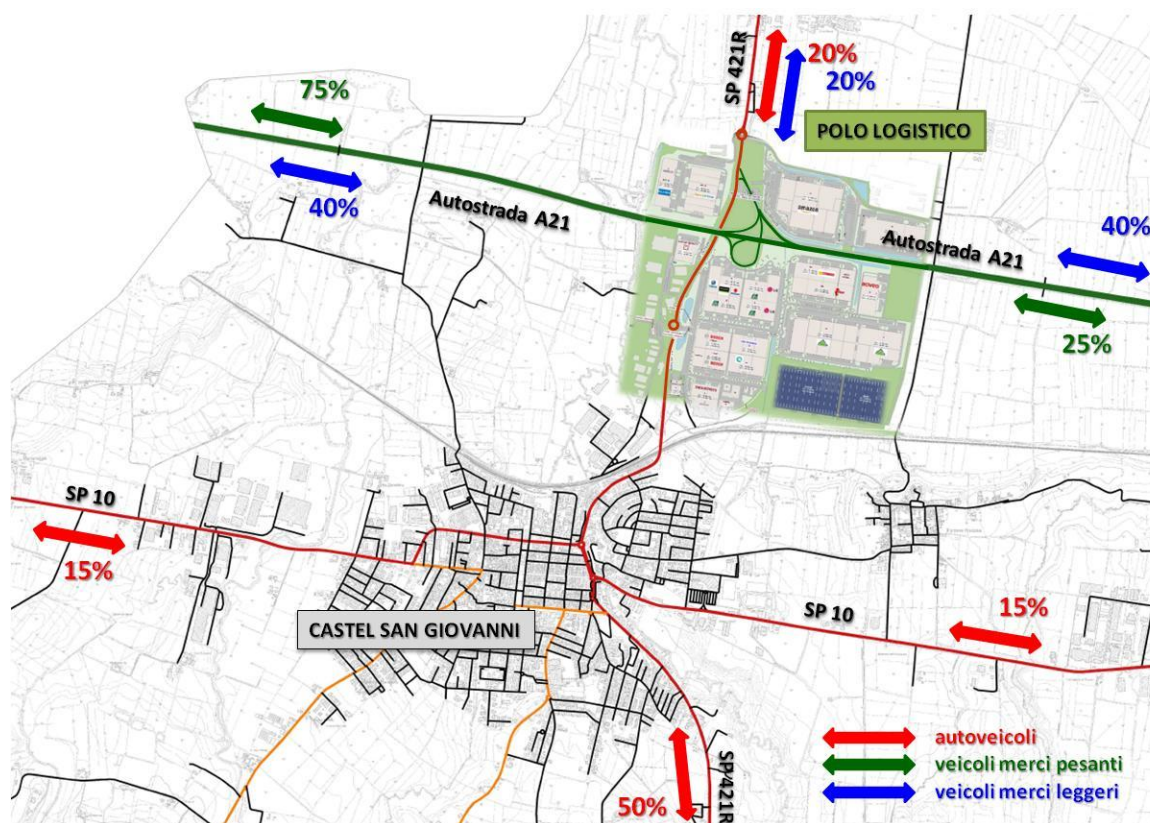 SP 421R
20%
20%
75%
POLO LOGISTICO
40%
Autostrada A21
40%
Autostrada A21
25%
SP 10
15%
SP 10
15%
CASTEL SAN GIOVANNI
SP421R
50%
autoveicoli
veicoli merci pesanti
veicoli merci leggeri